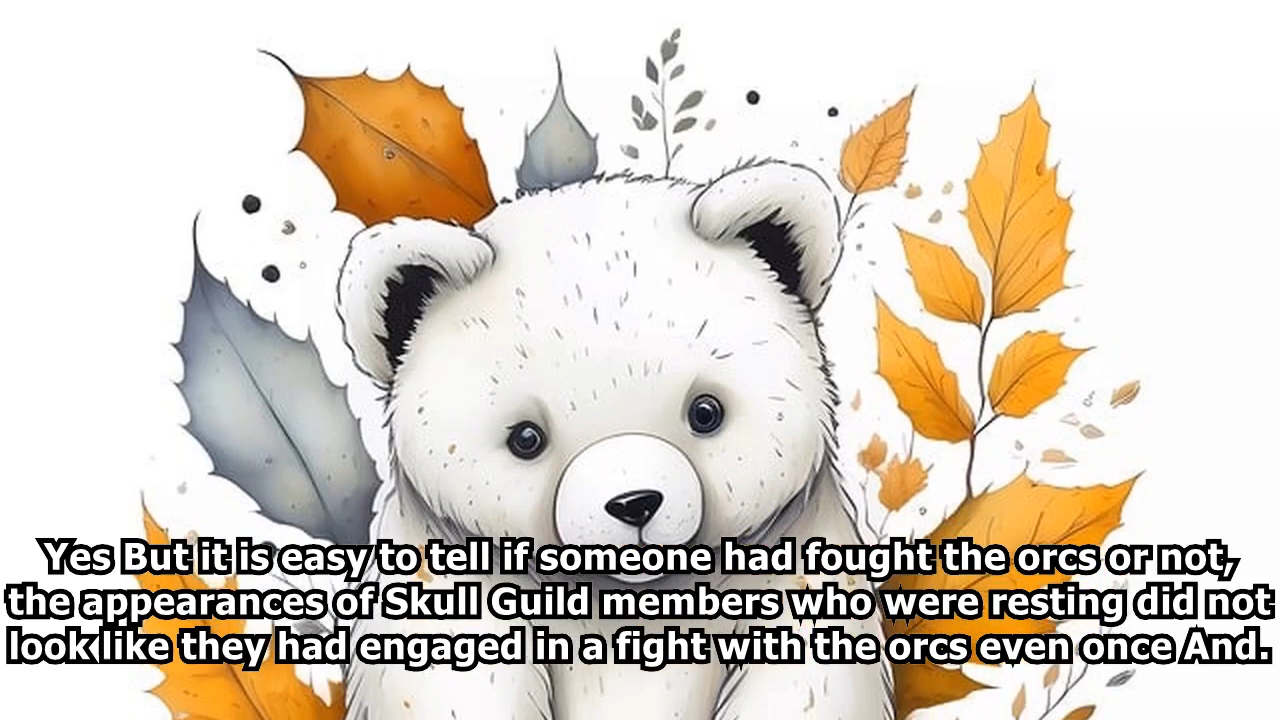 Yes But it is easy to tell if someone had fought the orcs or not,
the appearances of Skull Guild members who were resting did not
look like they had engaged in a fight with the orcs even once And.